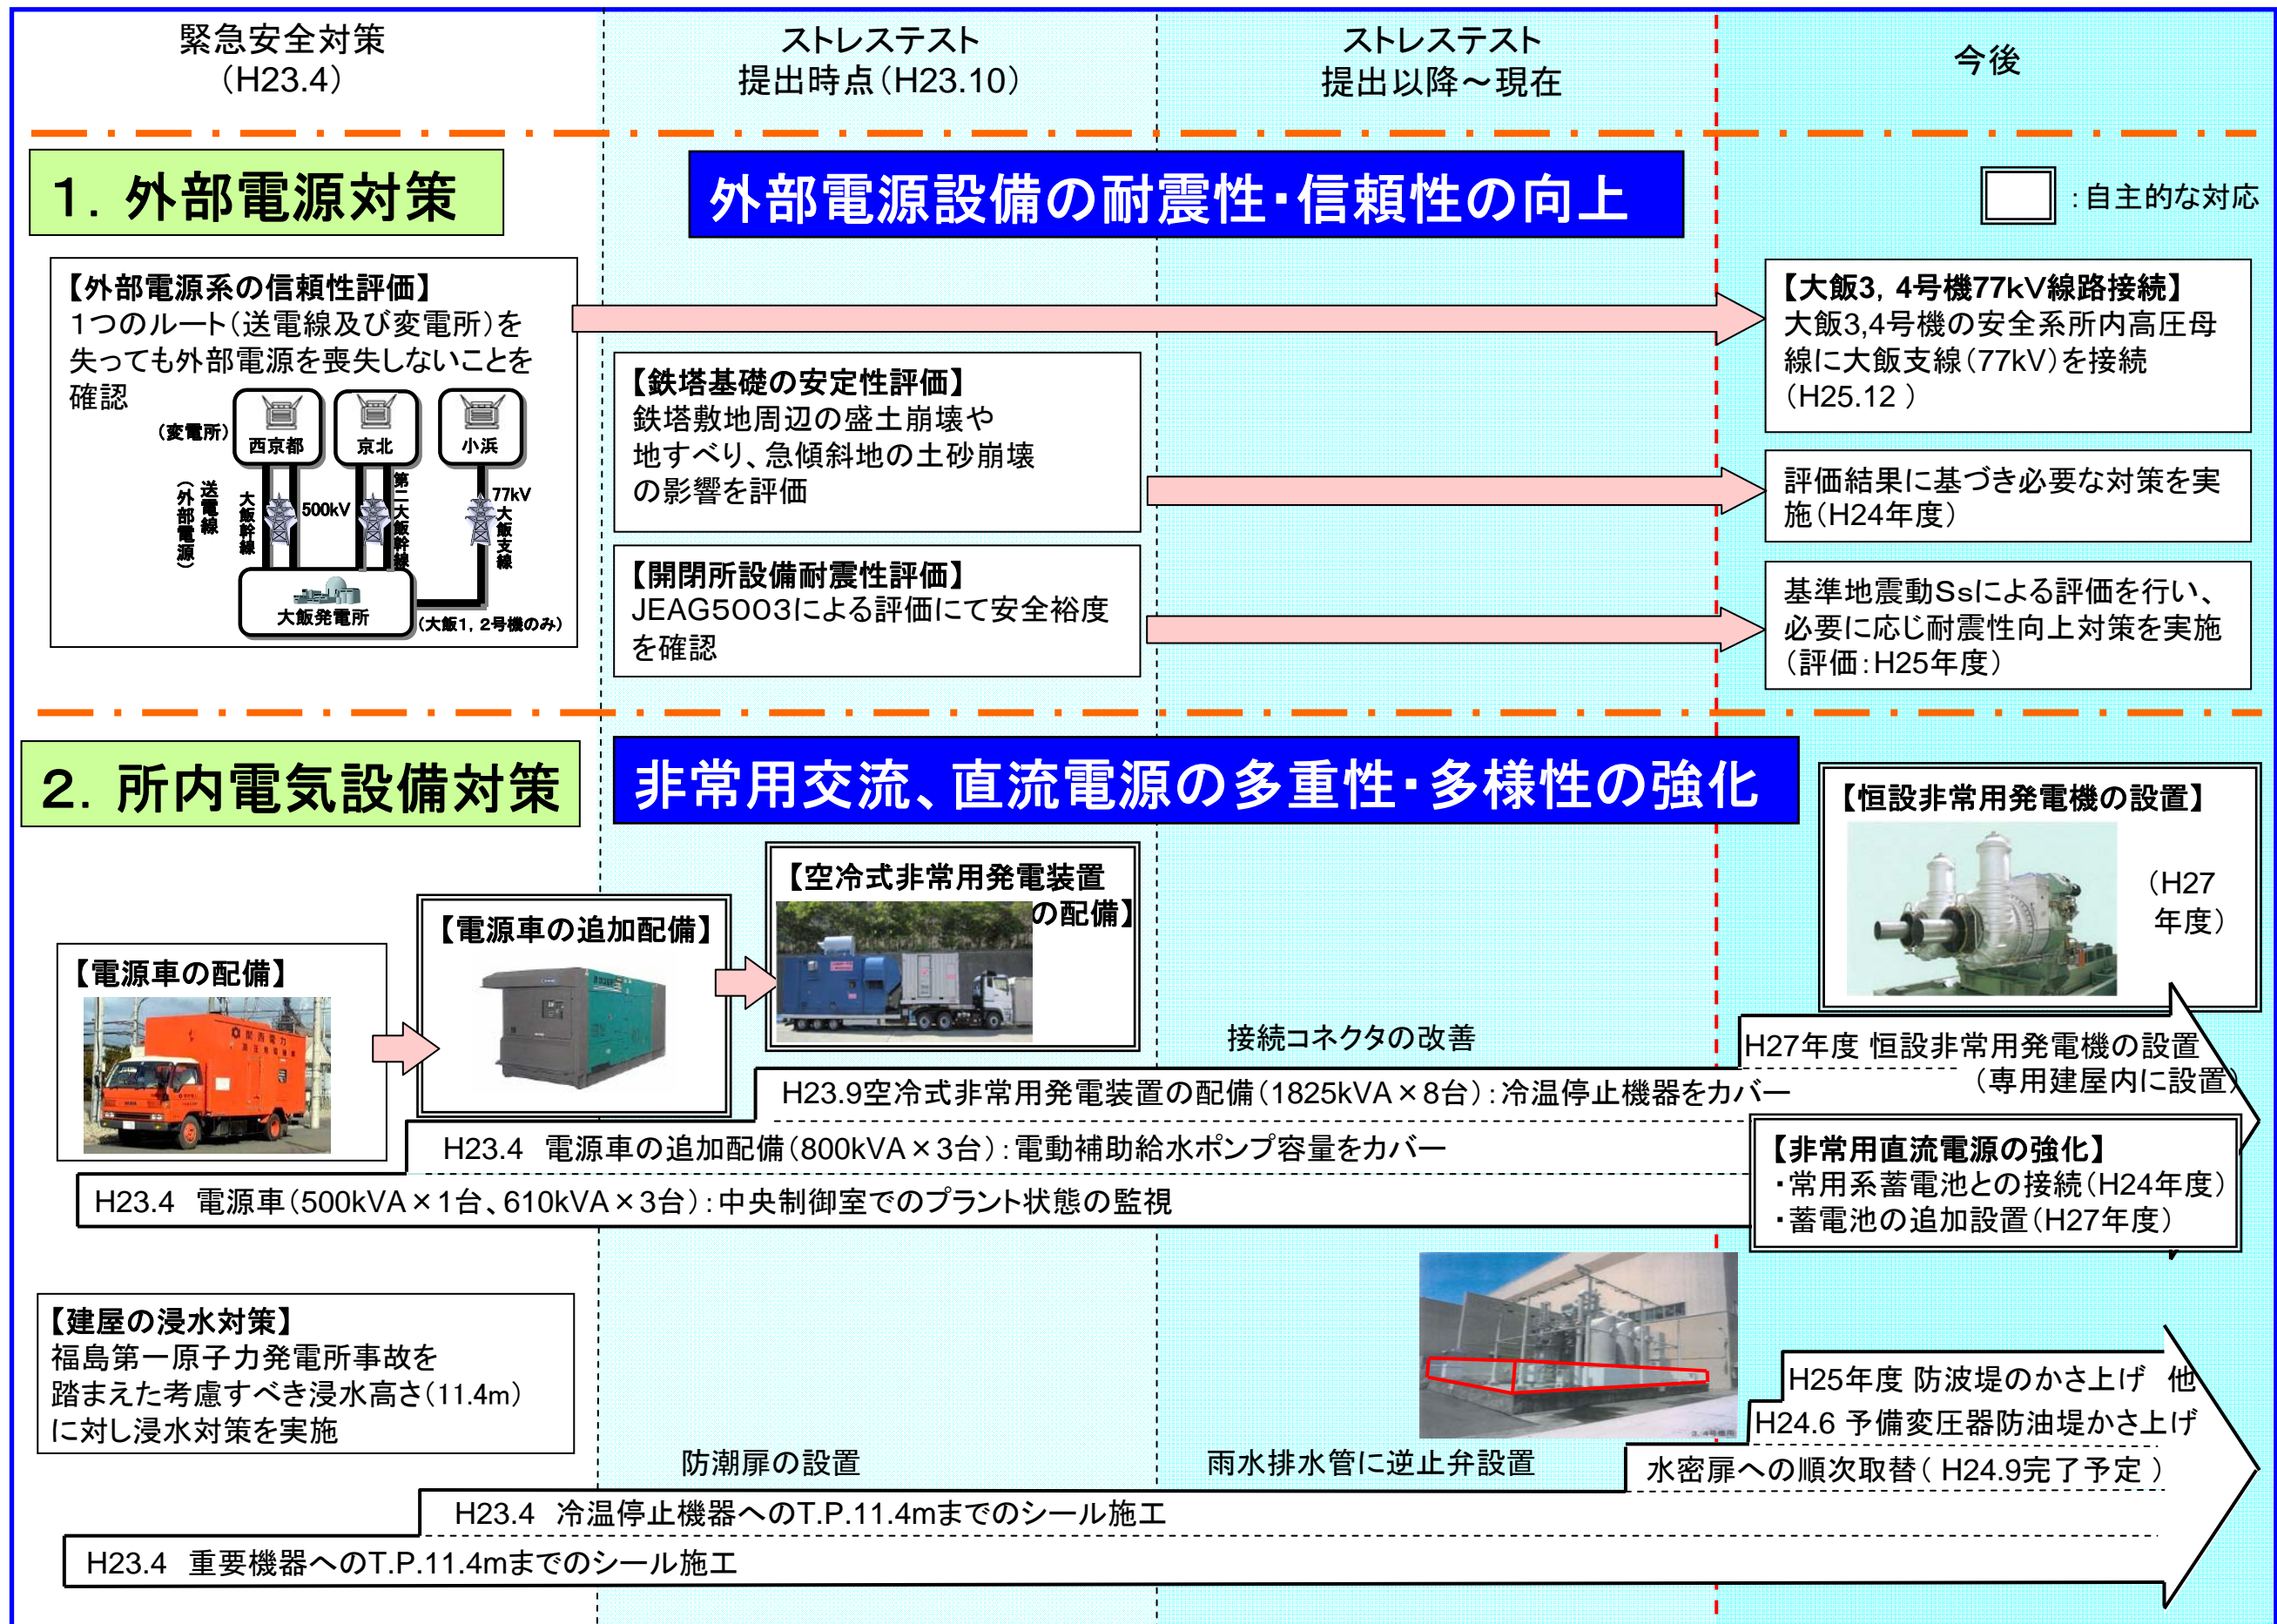 緊急安全対策
（H23.4）
ストレステスト
提出時点（H23.10）
ストレステスト
提出以降～現在
今後
１．外部電源対策
外部電源設備の耐震性・信頼性の向上
：自主的な対応
【外部電源系の信頼性評価】
１つのルート（送電線及び変電所）を
失っても外部電源を喪失しないことを
確認
（変電所）
西京都
京北
小浜
送電線
（外部電源）
大飯幹線
500kV
第二大飯幹線
77kV
大飯支線
大飯発電所
（大飯1，2号機のみ）
【鉄塔基礎の安定性評価】
鉄塔敷地周辺の盛土崩壊や
地すべり、急傾斜地の土砂崩壊
の影響を評価
【開閉所設備耐震性評価】
JEAG5003による評価にて安全裕度
を確認
【大飯3，4号機77kV線路接続】
大飯3,4号機の安全系所内高圧母
線に大飯支線（77kV）を接続
（H25.12 ）
評価結果に基づき必要な対策を実
施（H24年度）
基準地震動Ssによる評価を行い、
必要に応じ耐震性向上対策を実施
（評価：H25年度）
２．所内電気設備対策
非常用交流、直流電源の多重性・多様性の強化
【電源車の配備】
関西電力
【電源車の追加配備】
【空冷式非常用発電装置
の配備】
【恒設非常用発電機の設置】
（H27
年度）
接続コネクタの改善
H27年度 恒設非常用発電機の設置
（専用建屋内に設置）
H23.9空冷式非常用発電装置の配備（1825kVA×8台）：冷温停止機器をカバー
H23.4 電源車の追加配備（800kVA×3台）：電動補助給水ポンプ容量をカバー
H23.4 電源車（500kVA×1台、610kVA×3台）：中央制御室でのプラント状態の監視
【非常用直流電源の強化】
・常用系蓄電池との接続（H24年度）
・蓄電池の追加設置（H27年度）
【建屋の浸水対策】
福島第一原子力発電所事故を
踏まえた考慮すべき浸水高さ（11.4m）
に対し浸水対策を実施
防潮扉の設置
雨水排水管に逆止弁設置
H25年度 防波堤のかさ上げ 他
H24.6 予備変圧器防油堤かさ上げ
水密扉への順次取替（ H24.9完了予定 ）
H23.4 冷温停止機器へのT.P.11.4mまでのシール施工
H23.4 重要機器へのT.P.11.4mまでのシール施工